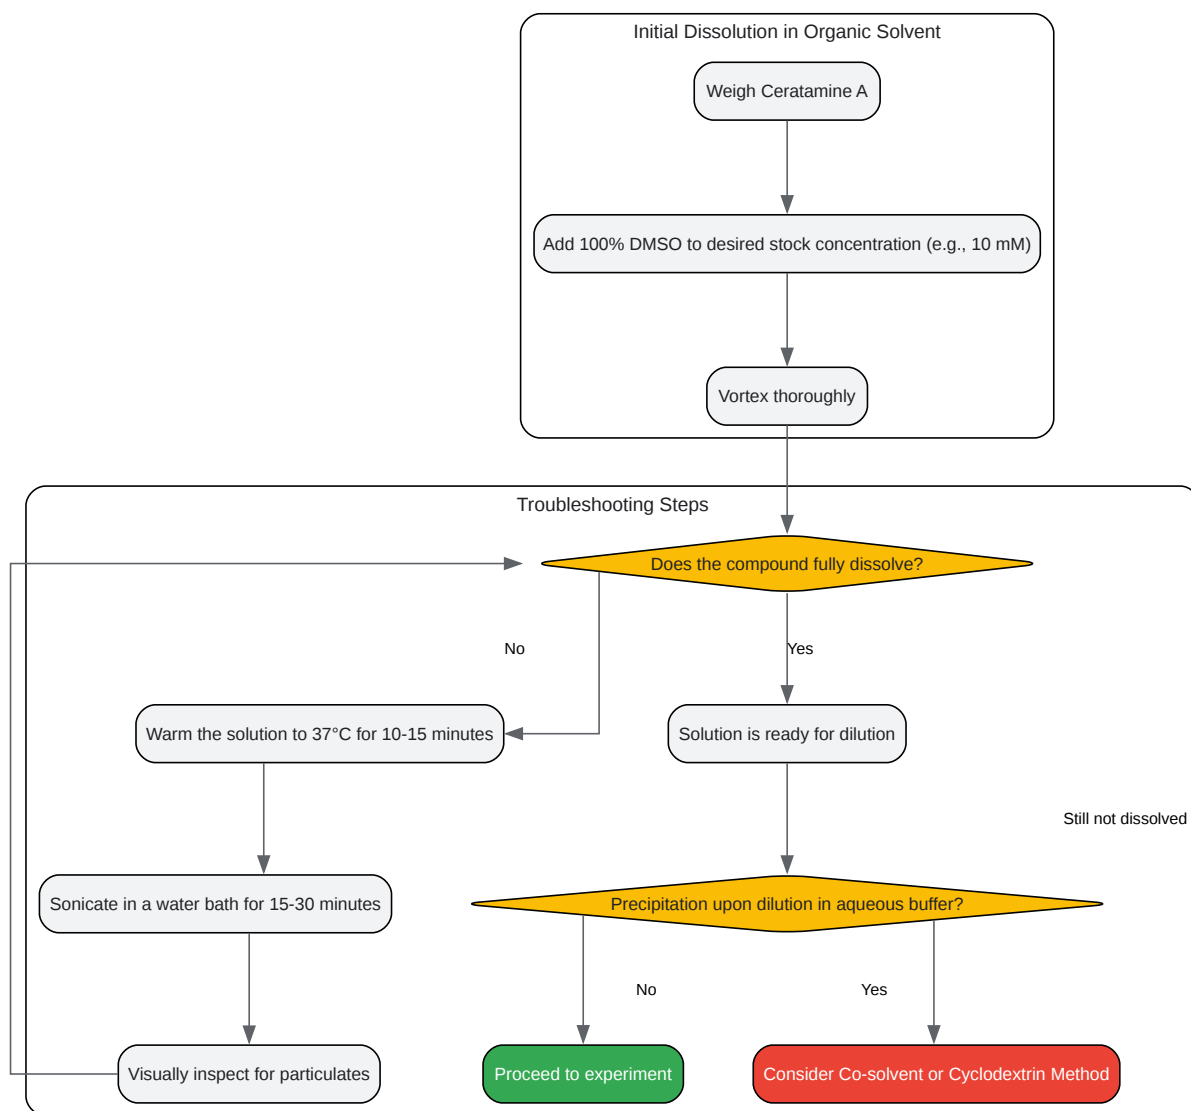 Initial Dissolution in Organic Solvent
Weigh Ceratamine A
Add 100% DMSO to desired stock concentration (e.g., 10 mM)
Vortex thoroughly
Troubleshooting Steps
Does the compound fully dissolve?
No
Yes
Warm the solution to 37°C for 10-15 minutes
Solution is ready for dilution
Still not dissolved
Sonicate in a water bath for 15-30 minutes
Precipitation upon dilution in aqueous buffer?
No
Yes
Visually inspect for particulates
Proceed to experiment
Consider Co-solvent or Cyclodextrin Method